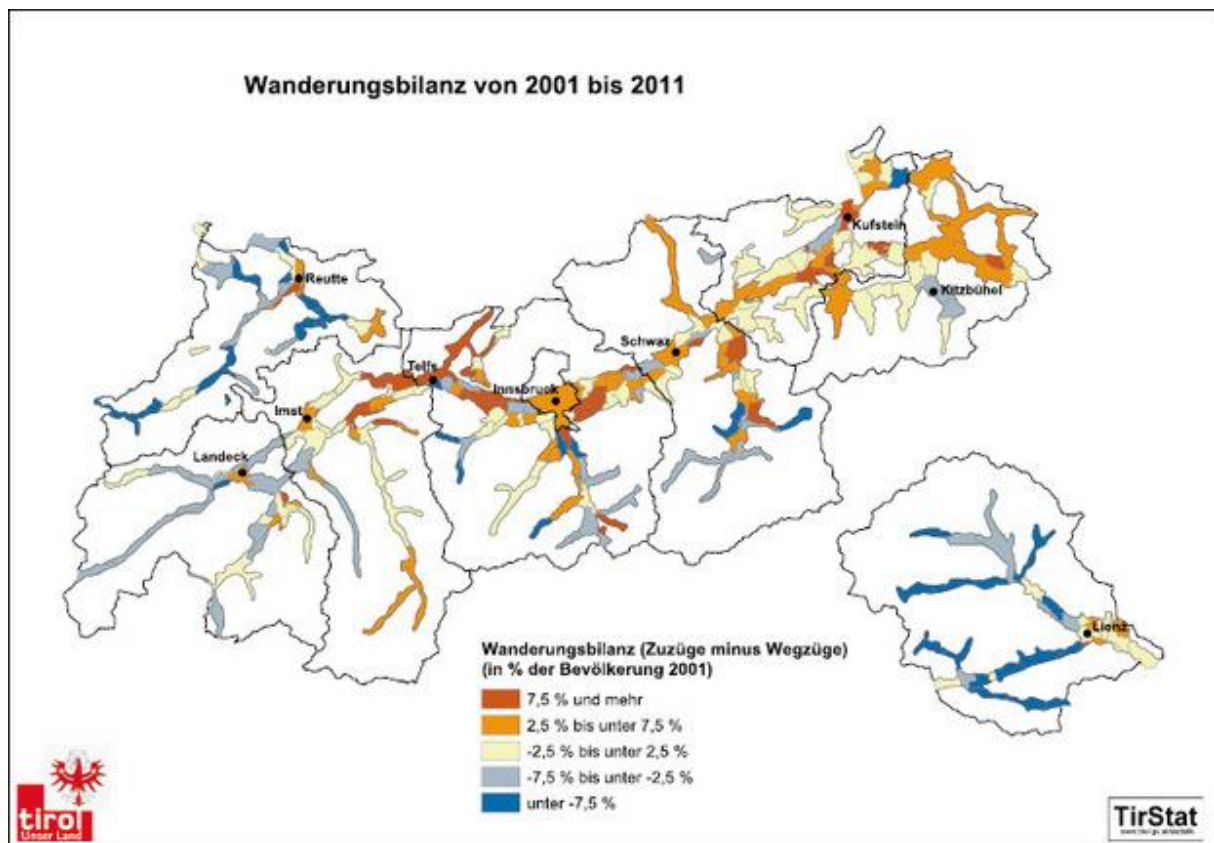 Wanderungsbilanz von 2001 bis 2011
Kufstein
Reutte
Kitzbühel
Schwaz
Telfs
Innsbruck
Imst
Landeck
Lienz
Wanderungsbilanz (Zuzüge minus Wegzüge)
(in % der Bevölkerung 2001)
7,5 % und mehr
2,5 % bis unter 7,5 %
-2,5 % bis unter 2,5 %
-7,5 % bis unter -2,5 %
unter -7,5 %
tirol
Unser Land
TirStat